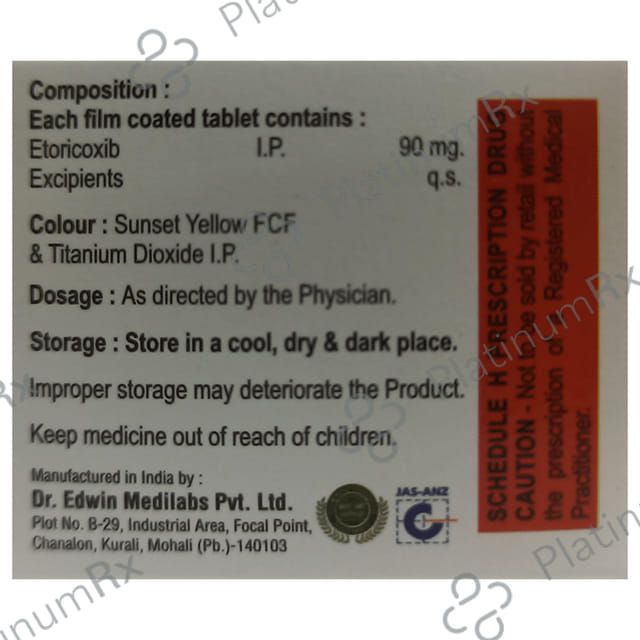 Composition :
Each film coated tablet contains :
Etoricoxib I.P. 90 mg.
Excipients q.s.
Colour : Sunset Yellow FCF
& Titanium Dioxide I.P.
Dosage : As directed by the Physician.
Storage : Store in a cool, dry & dark place.
Improper storage may deteriorate the Product.
Keep medicine out of reach of children.
Manufactured in India by :
Dr. Edwin Medilabs Pvt. Ltd.
Plot No. B-29, Industrial Area, Focal Point,
Chanalon, Kurali, Mohali (Pb.)-140103
JAS-ANZ
SCHEDULE H PRESCRIPTION DRUG
CAUTION - Not to be sold by retail without
the prescription of a Registered Medical
Practitioner.
PlatinumRx